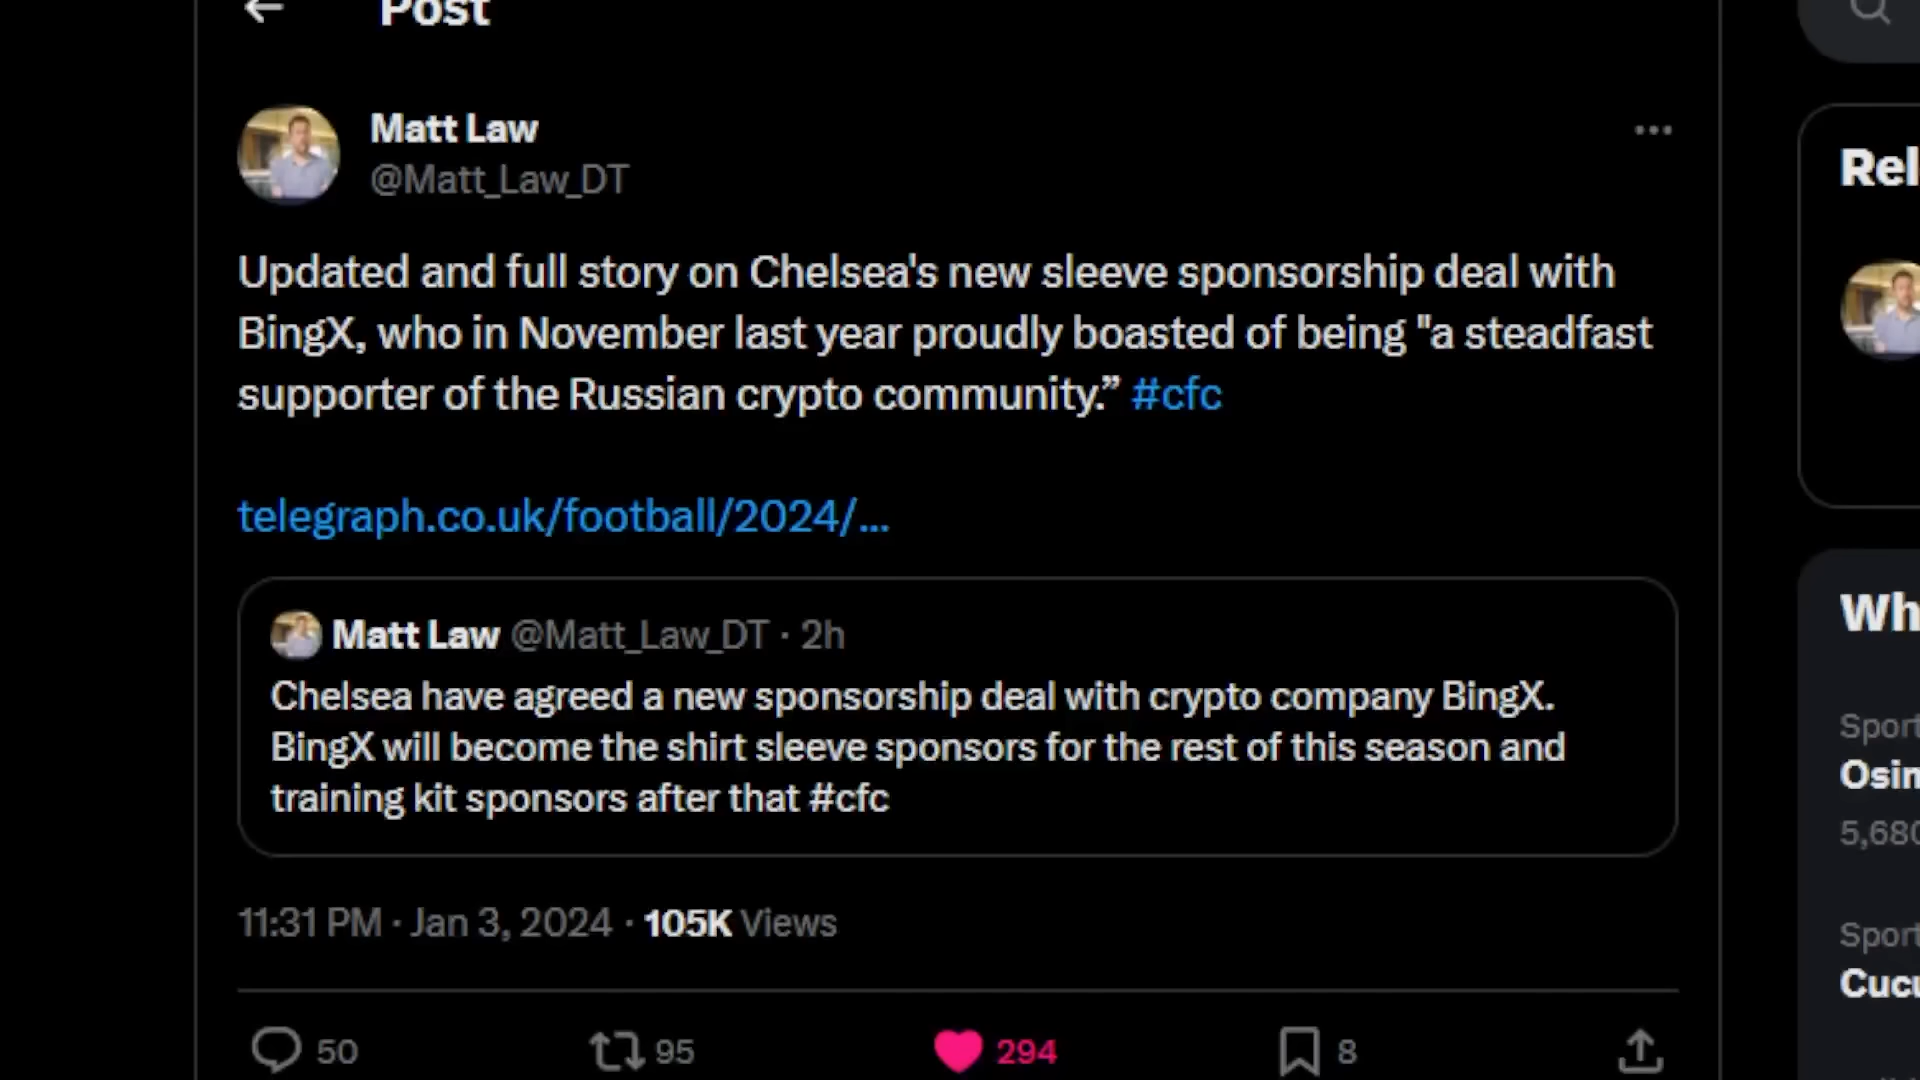 Post
Matt Law
@Matt_Law_DT
Updated and full story on Chelsea's new sleeve sponsorship deal with
BingX, who in November last year proudly boasted of being "a steadfast
supporter of the Russian crypto community.” #cfc
telegraph.co.uk/football/2024/...
Matt Law @Matt_Law_DT · 2h
Chelsea have agreed a new sponsorship deal with crypto company BingX.
BingX will become the shirt sleeve sponsors for the rest of this season and
training kit sponsors after that #cfc
11:31 PM · Jan 3, 2024 · 105K Views
50 95 294 8
Rel
Wh
Sport
Osin
5,680
Sport
Cucu